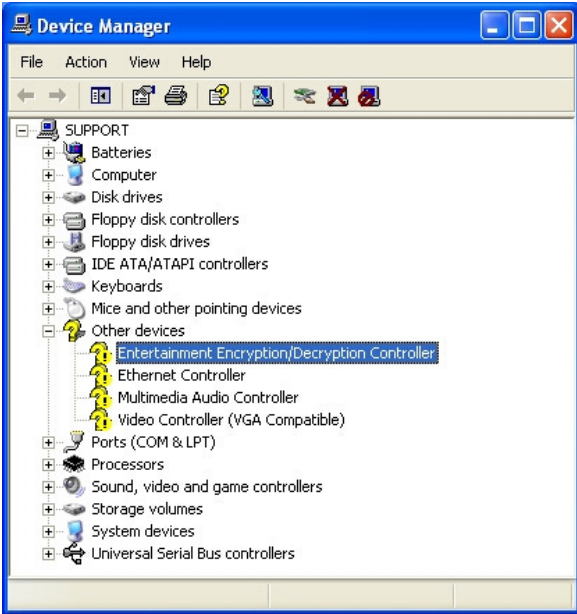 Device Manager
File Action View Help
SUPPORT
Batteries
Computer
Disk drives
Floppy disk controllers
Floppy disk drives
IDE ATA/ATAPI controllers
Keyboards
Mice and other pointing devices
Other devices
Entertainment Encryption/Decryption Controller
Ethernet Controller
Multimedia Audio Controller
Video Controller (VGA Compatible)
Ports (COM & LPT)
Processors
Sound, video and game controllers
Storage volumes
System devices
Universal Serial Bus controllers